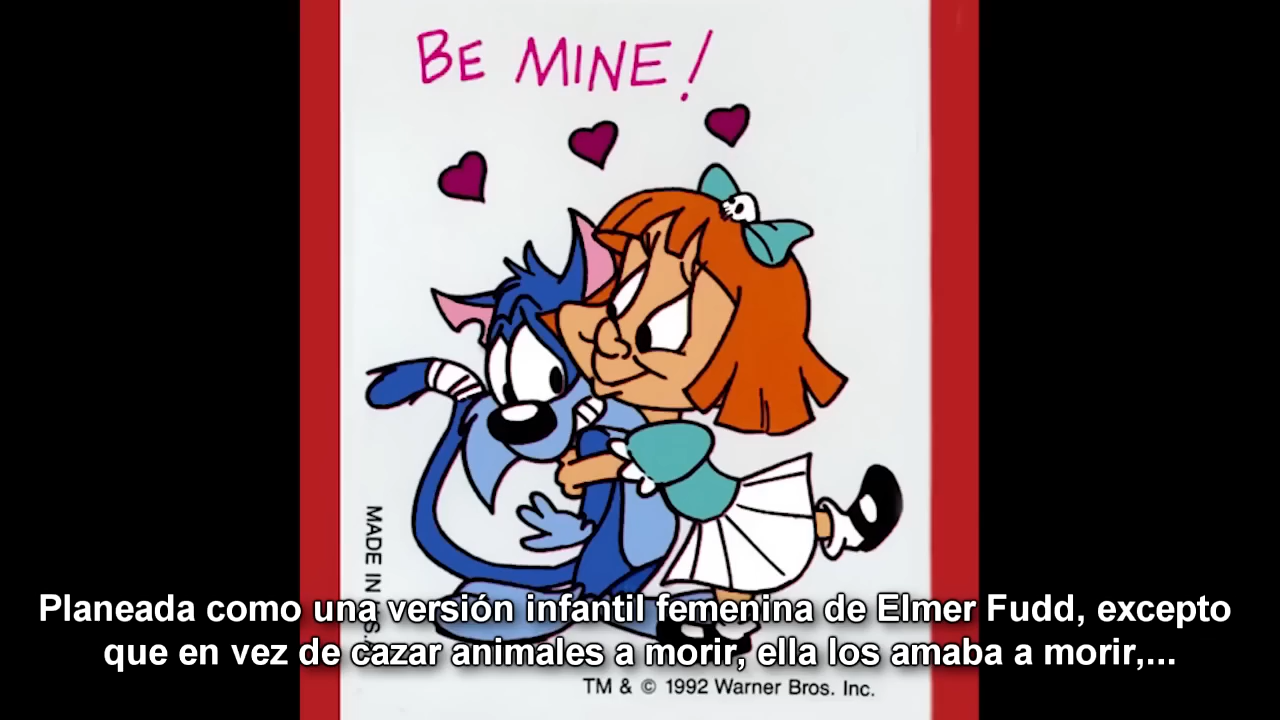 BE MINE!
MADE IN
Planeada como una versión infantil femenina de Elmer Fudd, excepto
que en vez de cazar animales a morir, ella los amaba a morir,...
TM & © 1992 Warner Bros. Inc.